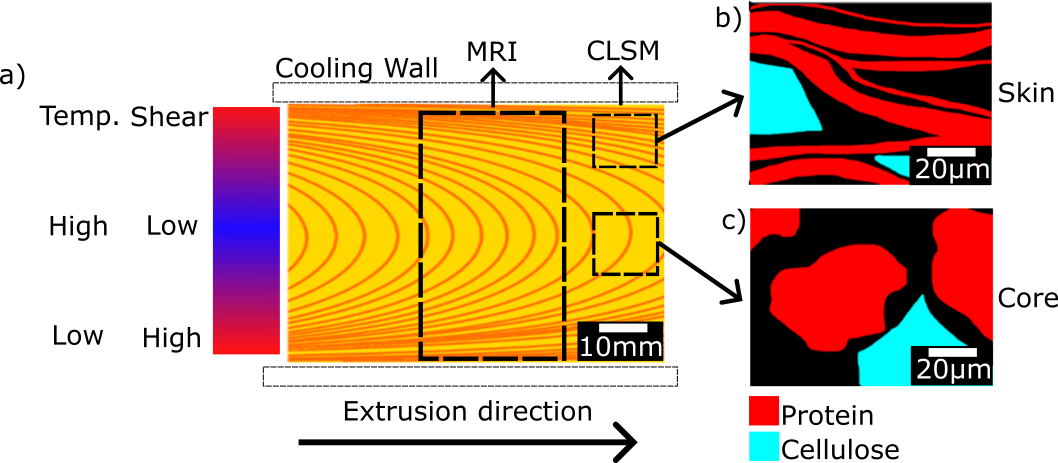 a)
Cooling Wall
MRI
CLSM
Temp. Shear
High Low
Low High
10mm
Extrusion direction
b)
Skin
20µm
c)
Core
20µm
Protein
Cellulose